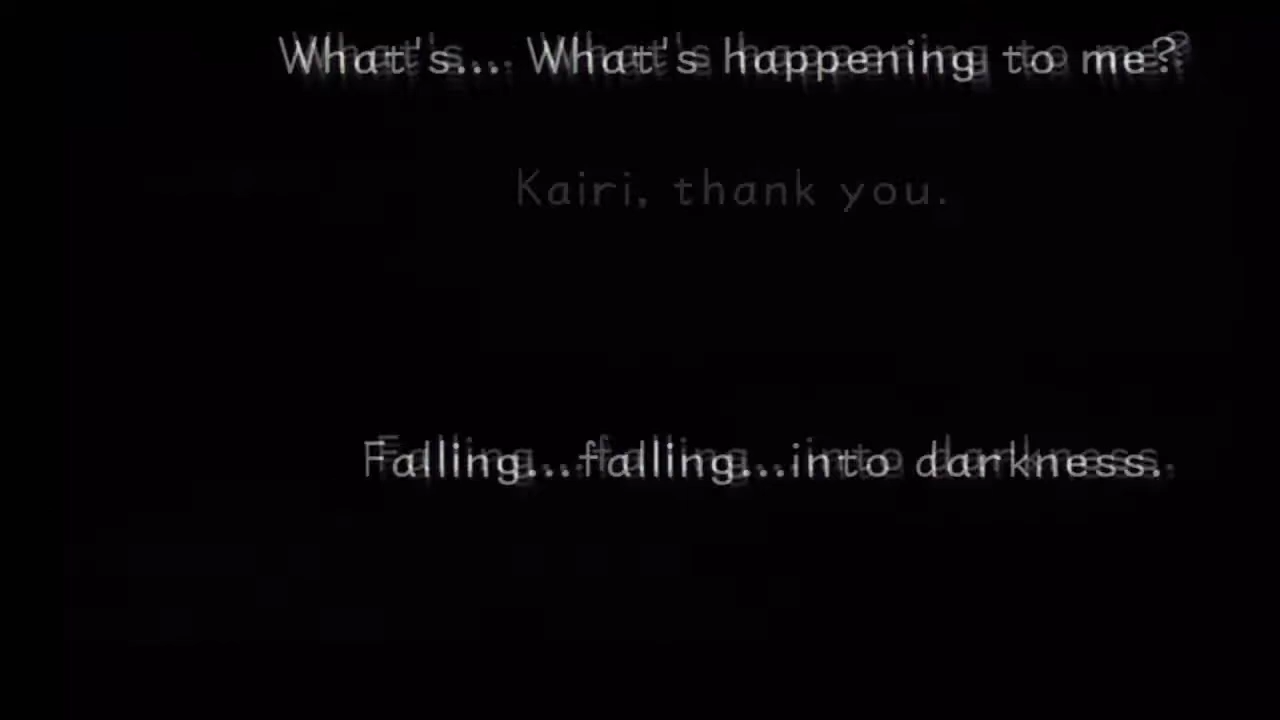 What's... What's happening to me?
Kairi, thank you.
Falling...falling...into darkness.